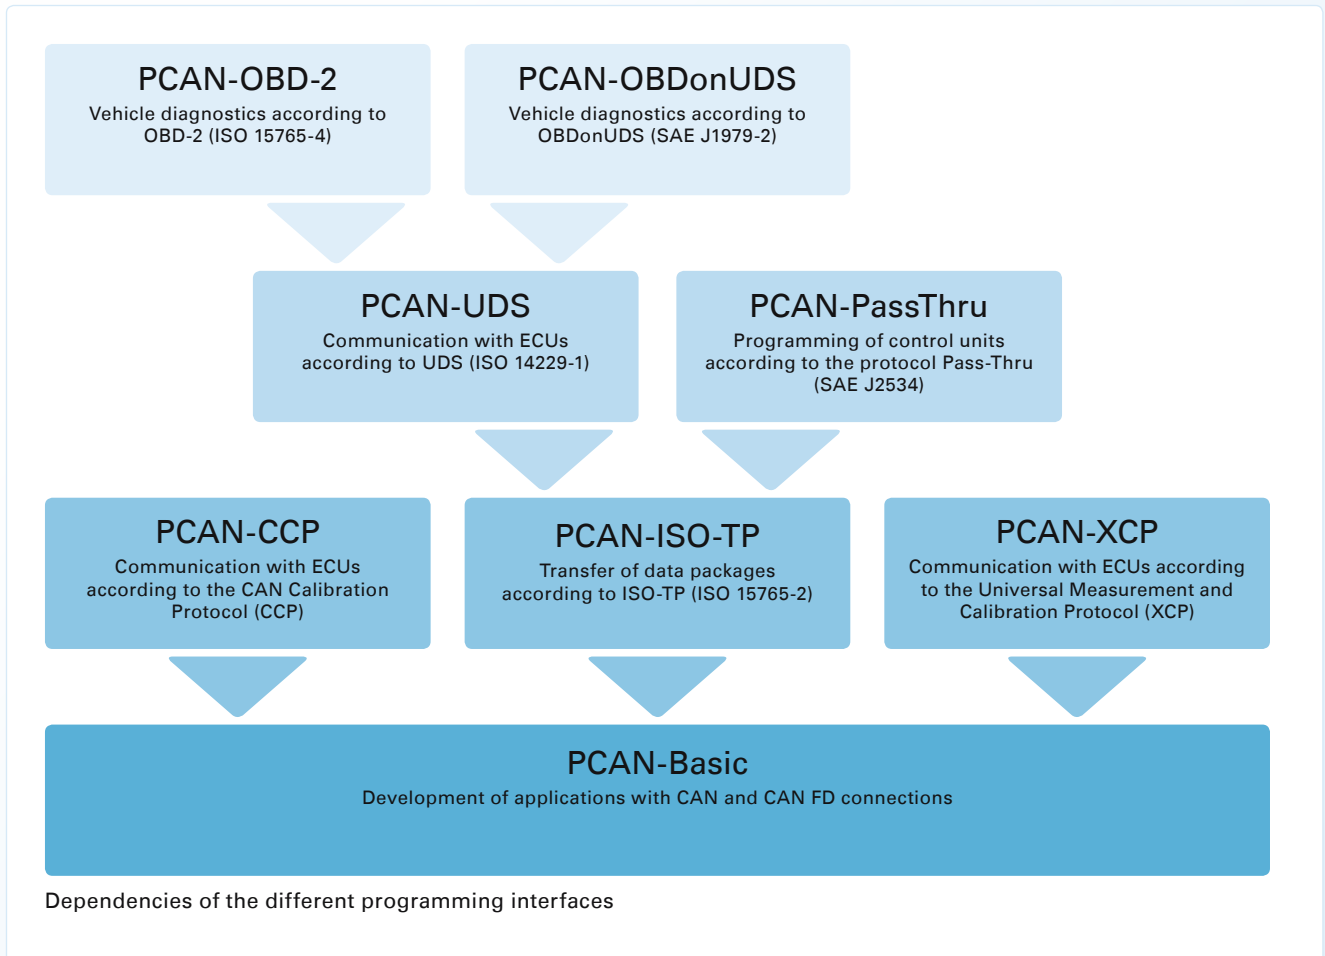 PCAN-OBD-2
Vehicle diagnostics according to
OBD-2 (ISO 15765-4)
PCAN-OBDonUDS
Vehicle diagnostics according to
OBDonUDS (SAE J1979-2)
PCAN-UDS
Communication with ECUs
according to UDS (ISO 14229-1)
PCAN-PassThru
Programming of control units
according to the protocol Pass-Thru
(SAE J2534)
PCAN-CCP
Communication with ECUs
according to the CAN Calibration
Protocol (CCP)
PCAN-ISO-TP
Transfer of data packages
according to ISO-TP (ISO 15765-2)
PCAN-XCP
Communication with ECUs according
to the Universal Measurement and
Calibration Protocol (XCP)
PCAN-Basic
Development of applications with CAN and CAN FD connections
Dependencies of the different programming interfaces